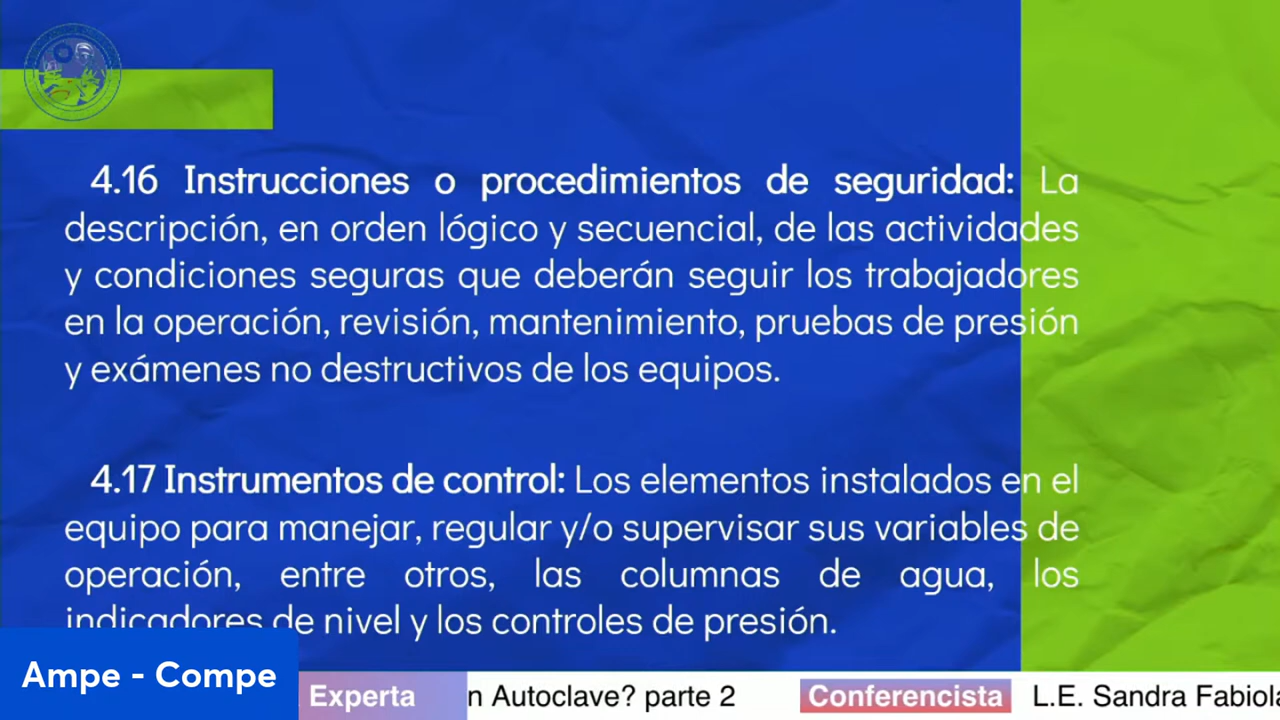 4.16 Instrucciones o procedimientos de seguridad: La
descripción, en orden lógico y secuencial, de las actividades
y condiciones seguras que deberán seguir los trabajadores
en la operación, revisión, mantenimiento, pruebas de presión
y exámenes no destructivos de los equipos.
4.17 Instrumentos de control: Los elementos instalados en el
equipo para manejar, regular y/o supervisar sus variables de
operación, entre otros, las columnas de agua, los
indicadores de nivel y los controles de presión.
Ampe - Compe
Experta n Autoclave? parte 2 Conferencista L.E. Sandra Fabiola